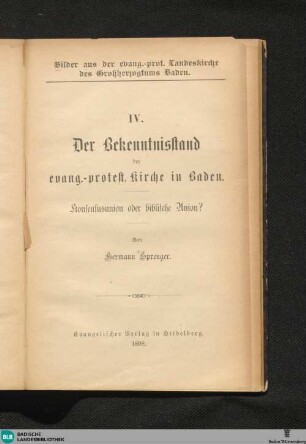 Bilder aus der evang.-prot. Landeskirche
des Großherzogtums Baden.
IV.
Der Bekenntnisstand
der
evang.-protest. Kirche in Baden.
Konsensusunion oder biblische Union?
Von
Hermann Sprenger.
Evangelischer Verlag in Heidelberg.
1898.
BLB
BADISCHE
LANDESBIBLIOTHEK